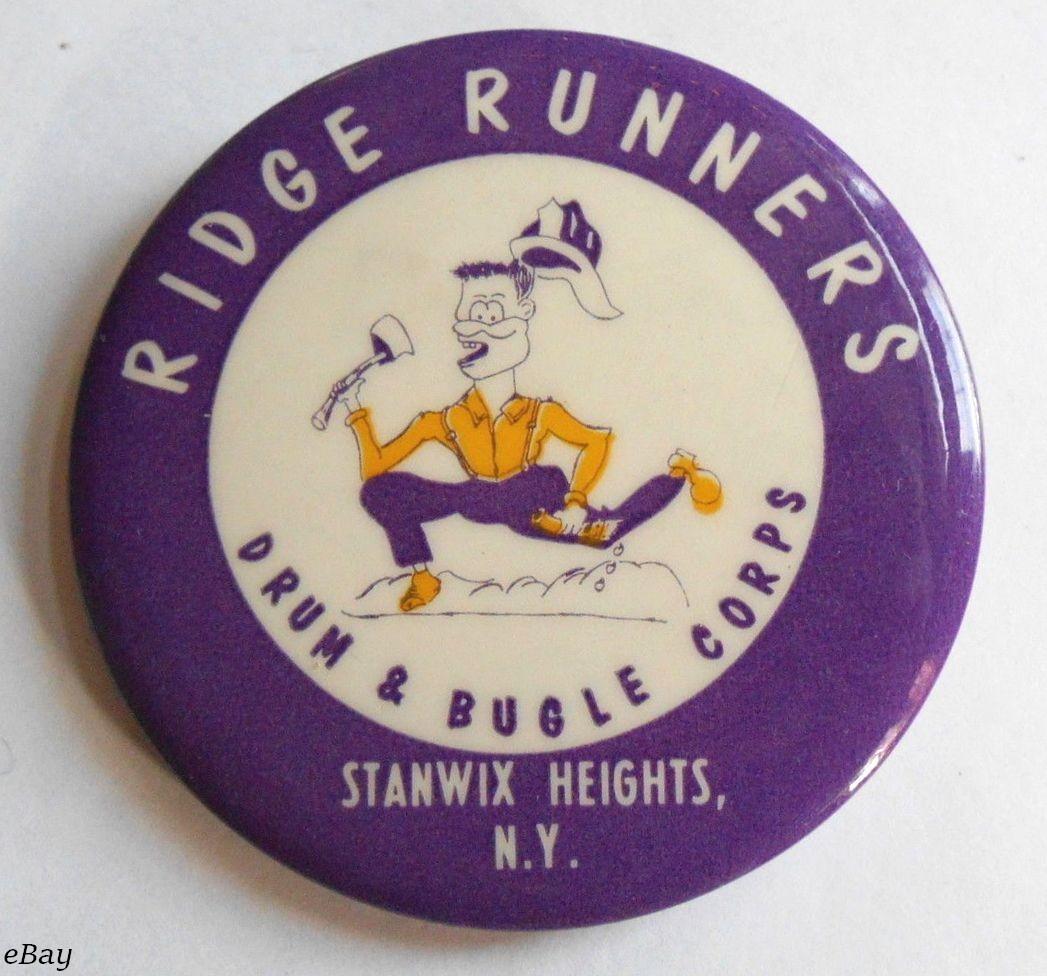 RIDGE RUNNERS
DRUM & BUGLE CORPS
STANWIX HEIGHTS,
N.Y.
eBay